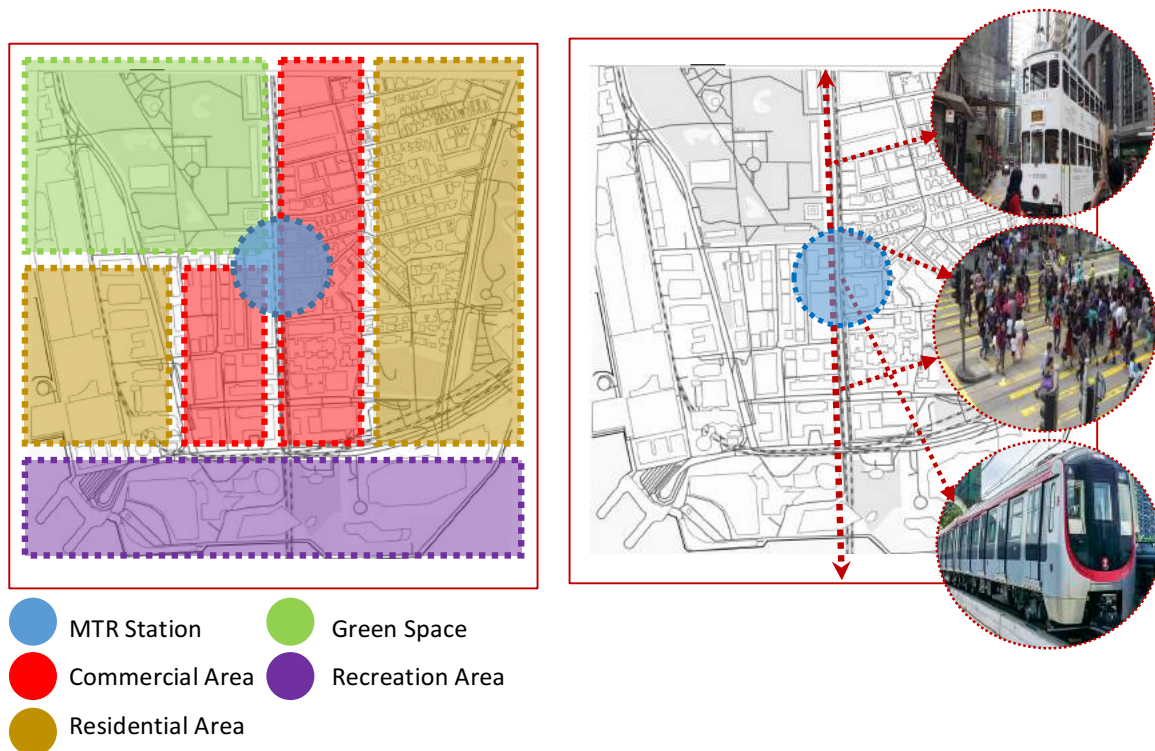 MTR Station
Green Space
Commercial Area
Recreation Area
Residential Area